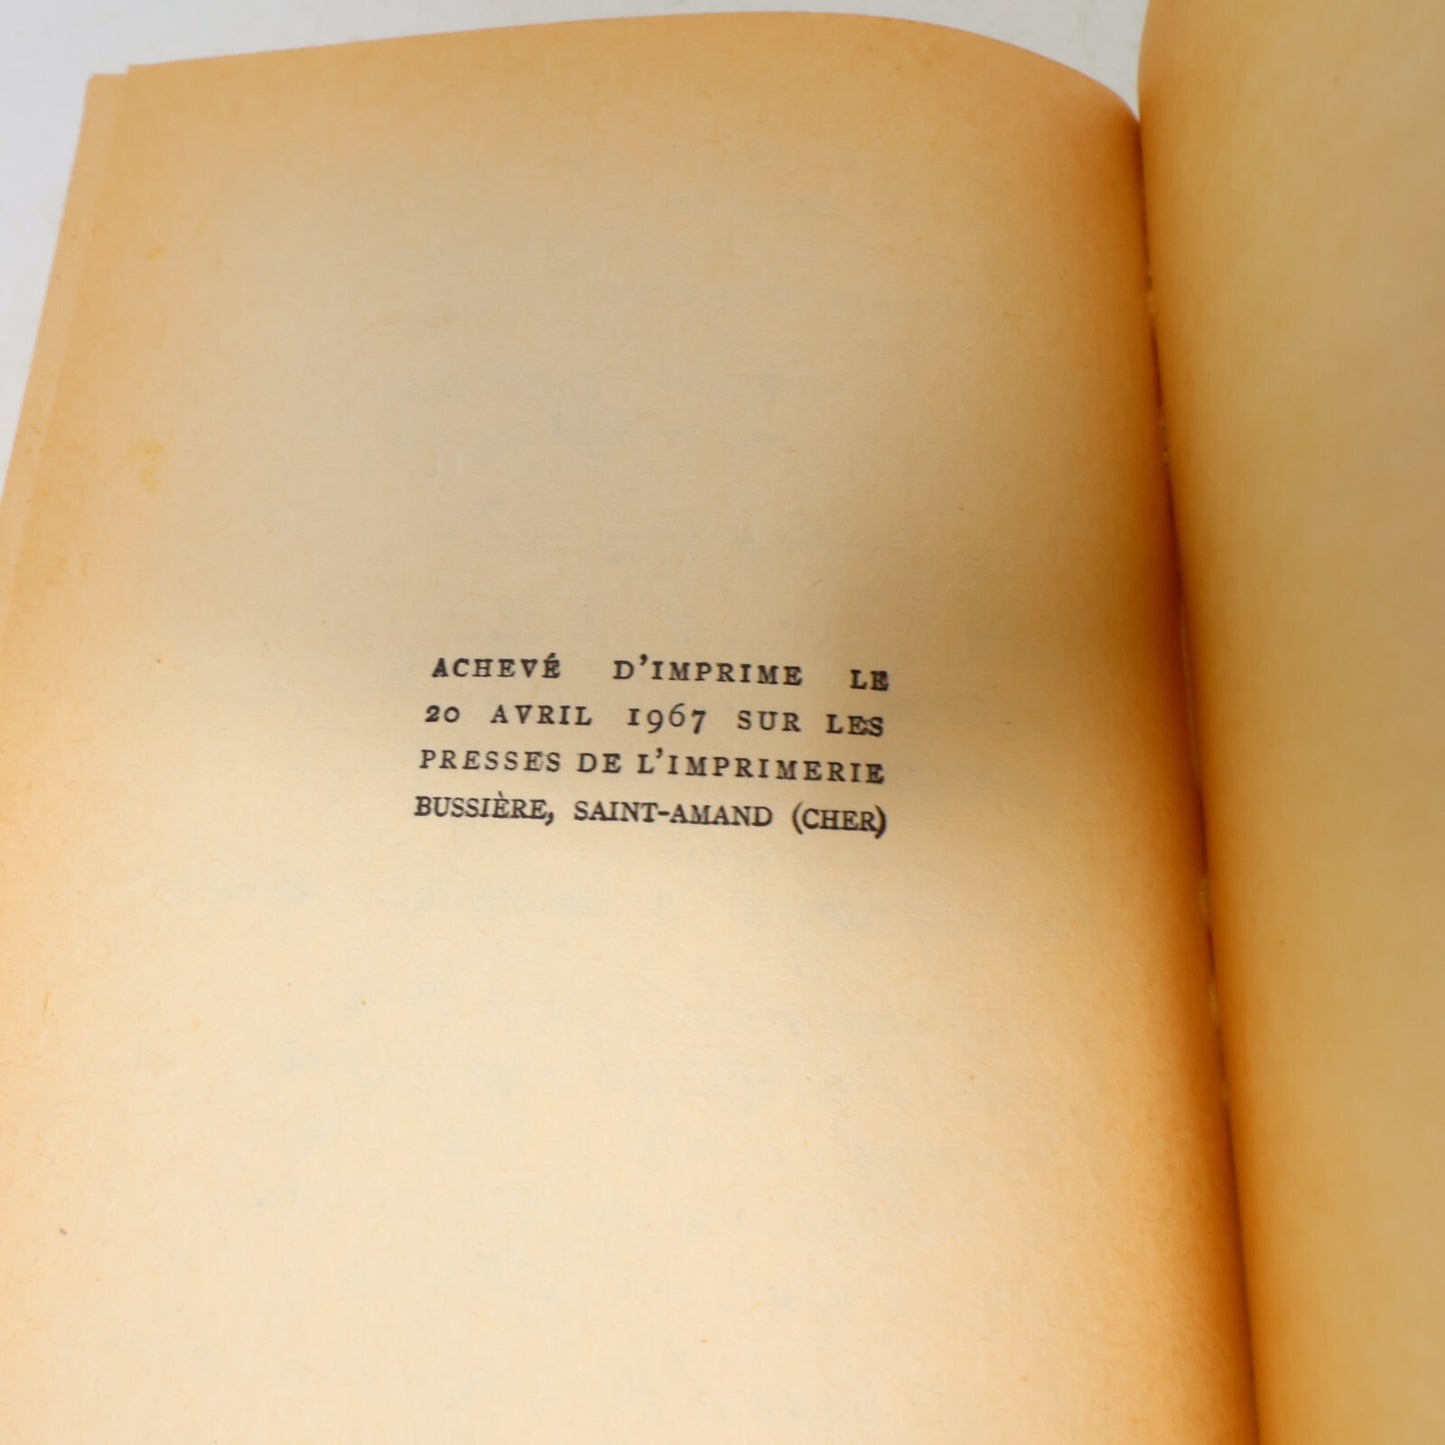 ACHEVÉ D'IMPRIME LE
20 AVRIL 1967 SUR LES
PRESSES DE L'IMPRIMERIE
BUSSIÈRE, SAINT-AMAND (CHER)